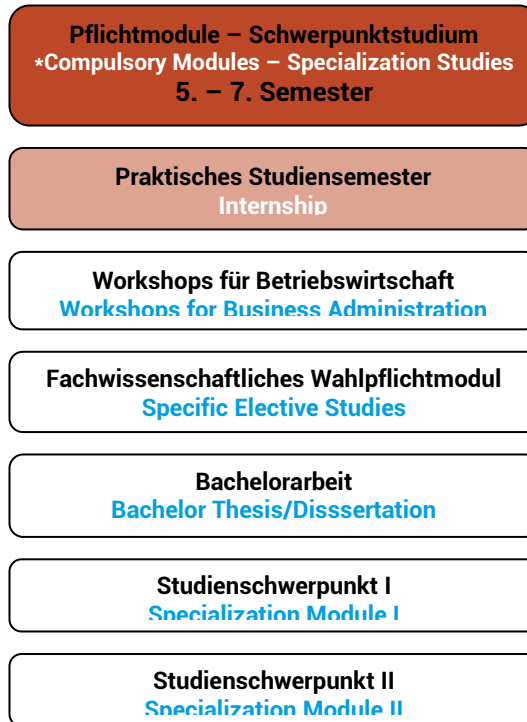 Pflichtmodule – Schwerpunktstudium
*Compulsory Modules – Specialization Studies
5. – 7. Semester
Praktisches Studiensemester
Internship
Workshops für Betriebswirtschaft
Workshops for Business Administration
Fachwissenschaftliches Wahlpflichtmodul
Specific Elective Studies
Bachelorarbeit
Bachelor Thesis/Disssertation
Studienschwerpunkt I
Specialization Module I
Studienschwerpunkt II
Specialization Module II